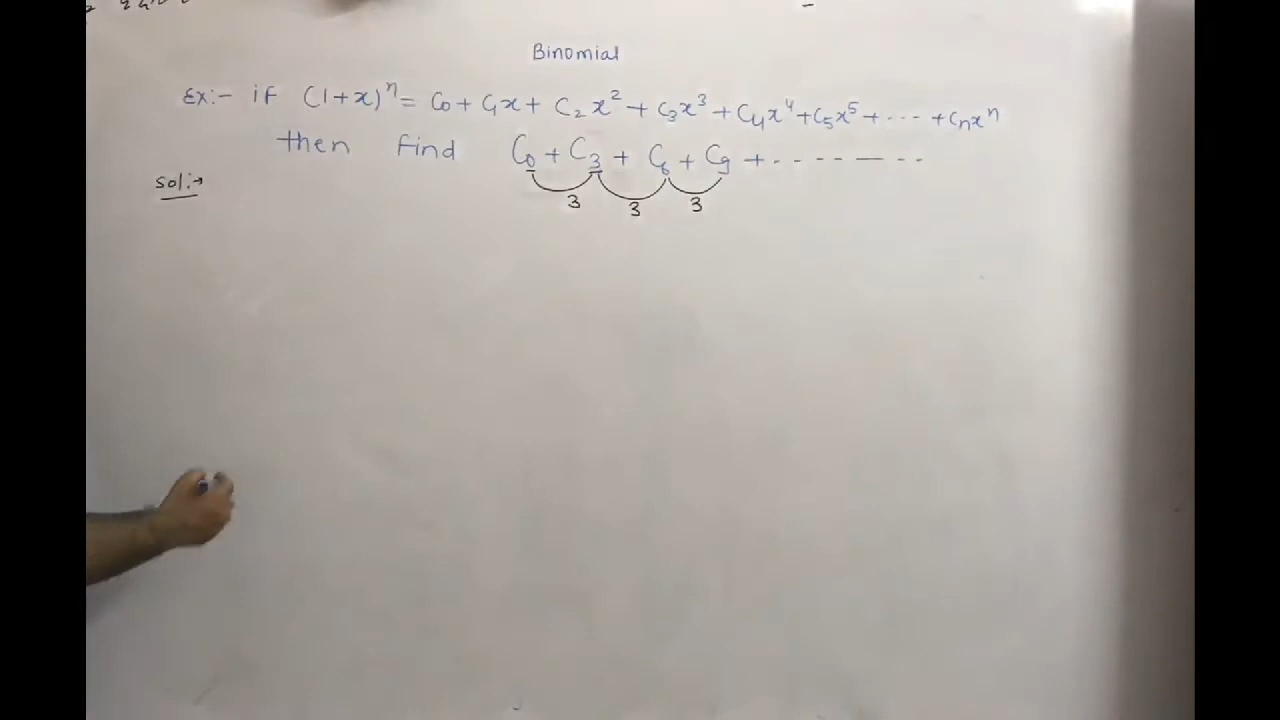 Binomial
Ex:- if (1+x)ⁿ = C₀ + C₁x + C₂x² + C₃x³ + C₄x⁴ + C₅x⁵ + ... + Cₙxⁿ
then find C₀ + C₃ + C₆ + C₉ + - - - - — - -
Sol:→
3 3 3